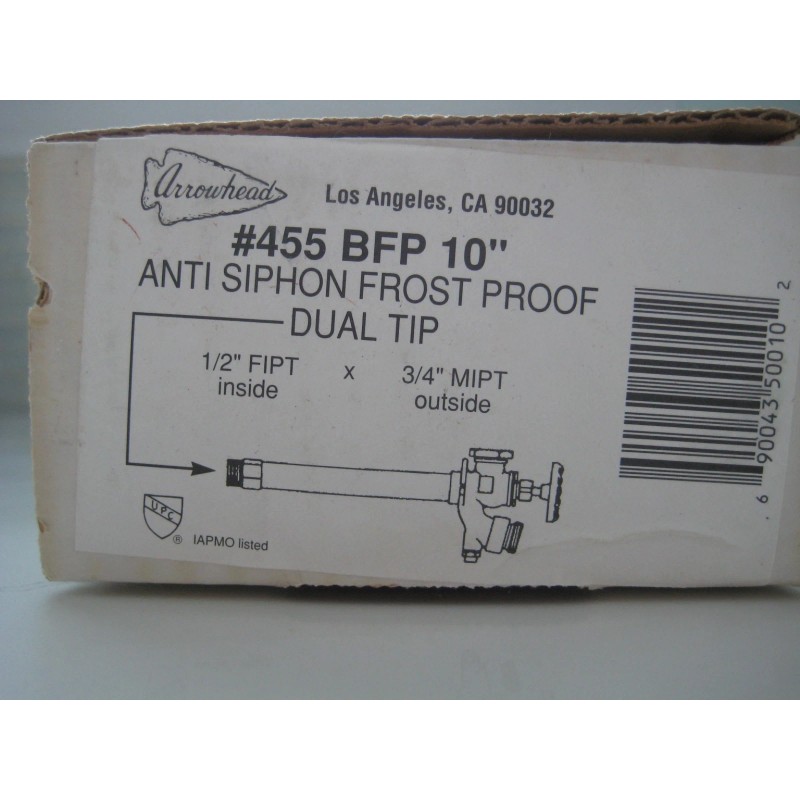 Arrowhead
Los Angeles, CA 90032
#455 BFP 10"
ANTI SIPHON FROST PROOF
DUAL TIP
1/2" FIPT x 3/4" MIPT
inside outside
UPC
® IAPMO listed
6 90043 50010 2